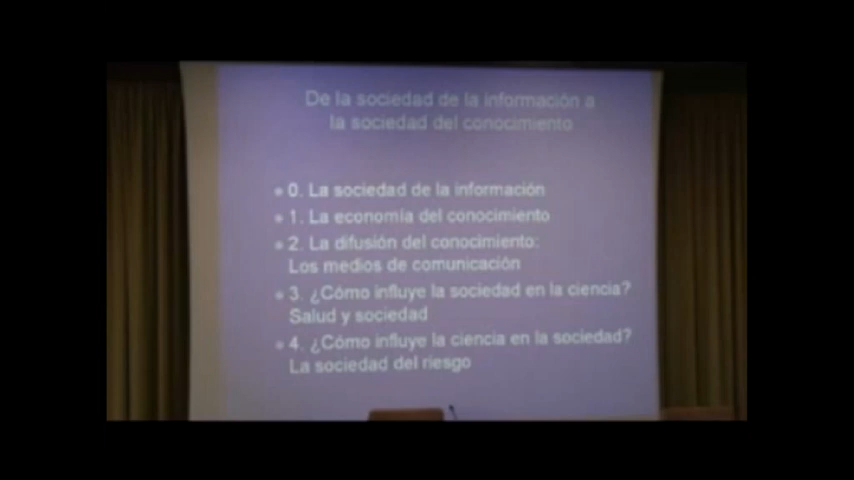 De la sociedad de la información a
la sociedad del conocimiento
0. La sociedad de la información
1. La economía del conocimiento
2. La difusión del conocimiento:
Los medios de comunicación
3. ¿Cómo influye la sociedad en la ciencia?
Salud y sociedad
4. ¿Cómo influye la ciencia en la sociedad?
La sociedad del riesgo